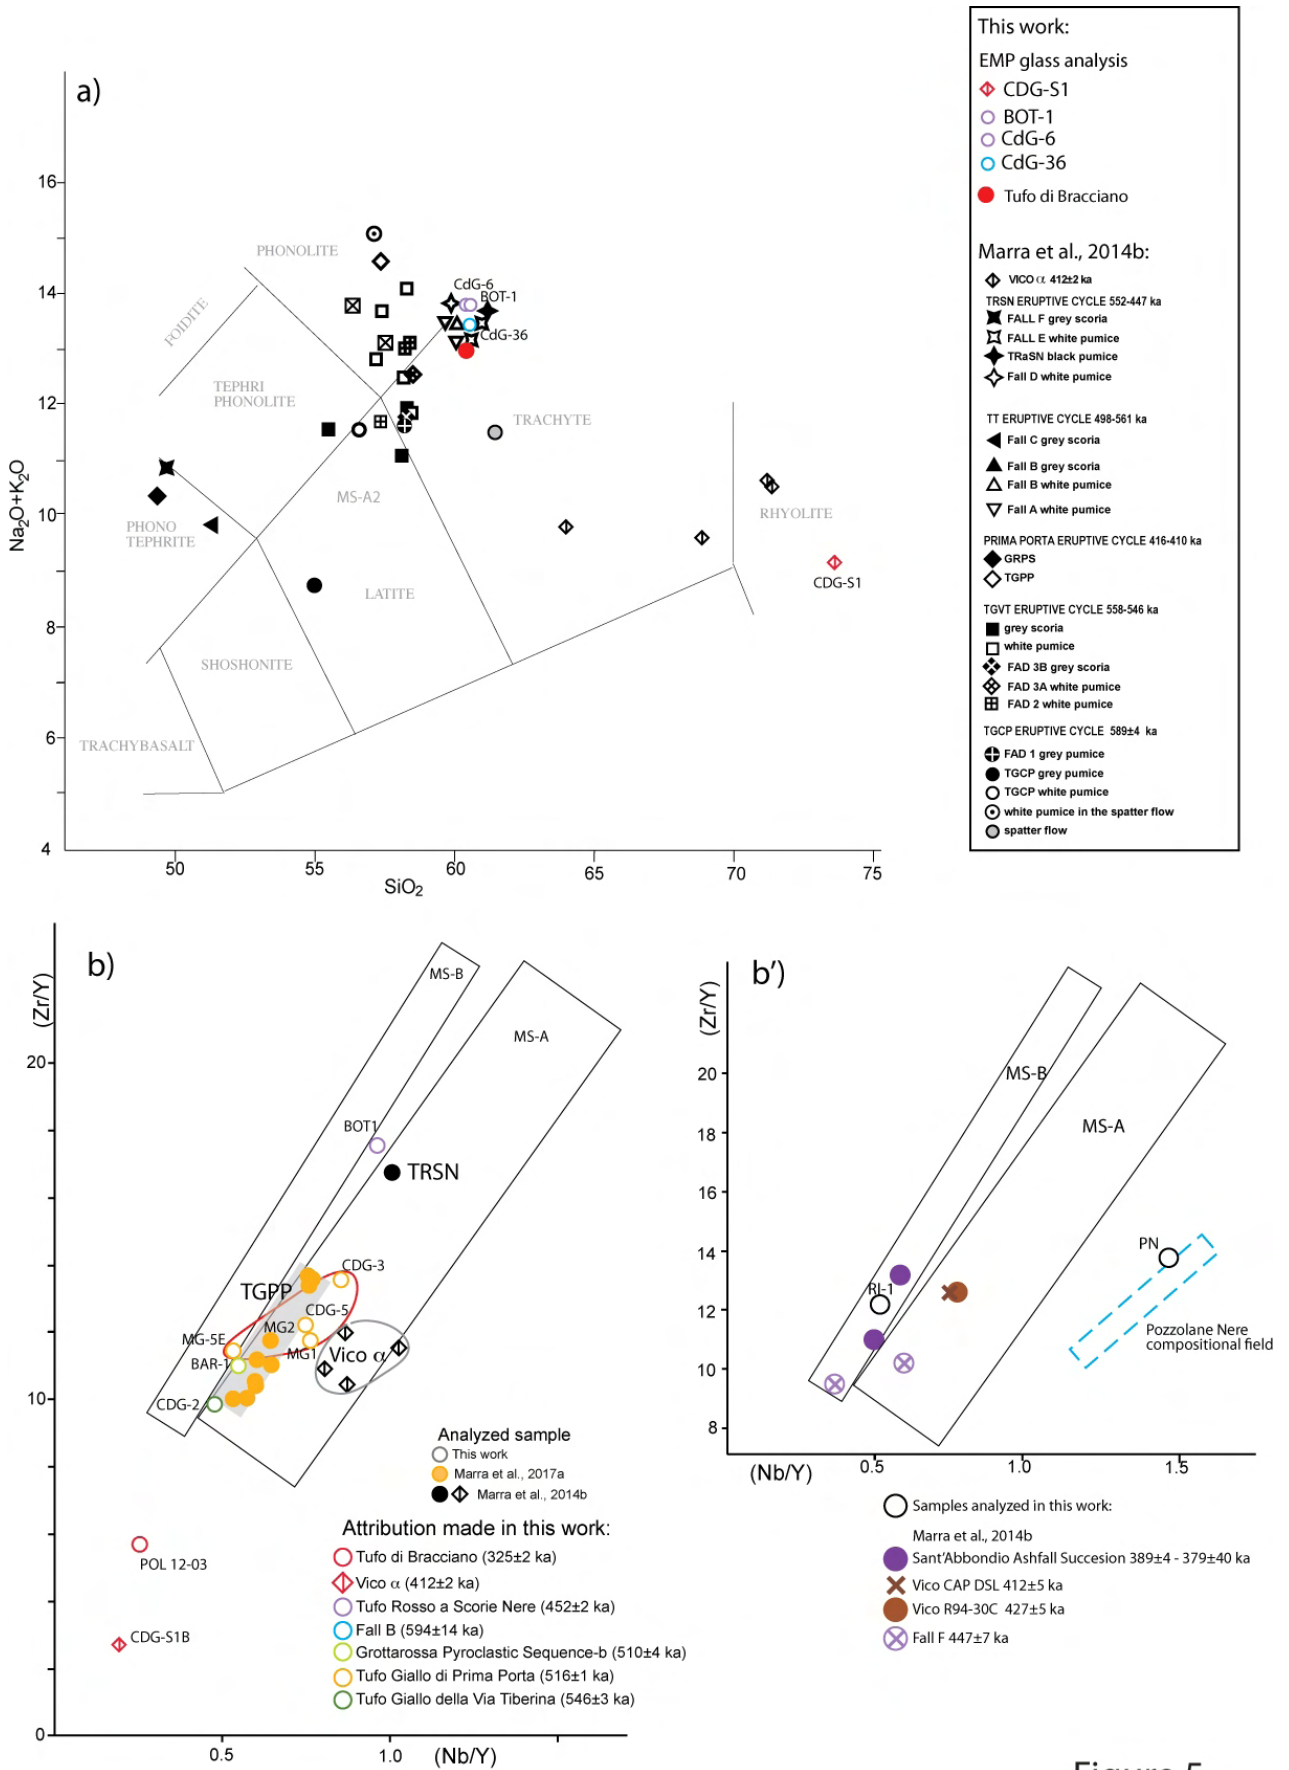 This work:
EMP glass analysis
CDG-S1
BOT-1
CdG-6
CdG-36
Tufo di Bracciano
Marra et al., 2014b:
VICO α 412±2 ka
TRSN ERUPTIVE CYCLE 552-447 ka
FALL F grey scoria
FALL E white pumice
TRaSN black pumice
Fall D white pumice
TT ERUPTIVE CYCLE 498-561 ka
Fall C grey scoria
Fall B grey scoria
Fall B white pumice
Fall A white pumice
PRIMA PORTA ERUPTIVE CYCLE 416-410 ka
GRPS
TGPP
TGVT ERUPTIVE CYCLE 558-546 ka
grey scoria
white pumice
FAD 3B grey scoria
FAD 3A white pumice
FAD 2 white pumice
TGCP ERUPTIVE CYCLE 589±4 ka
FAD 1 grey pumice
TGCP grey pumice
TGCP white pumice
white pumice in the spatter flow
spatter flow
a)
16
14
12
10
8
6
4
Na2O+K2O
50
55
60
65
70
75
SiO2
PHONOLITE
FOIDITE
TEPHRI
PHONOLITE
CdG-6
BOT-1
CdG-36
TRACHYTE
MS-A2
RHYOLITE
PHONO
TEPHRITE
CDG-S1
LATITE
SHOSHONITE
TRACHYBASALT
b)
(Zr/Y)
20
10
0
0.5
1.0
(Nb/Y)
MS-B
MS-A
BOT1
TRSN
CDG-3
TGPP
CDG-5
MG2
MG-5E
MG1
Vico α
BAR-1
CDG-2
POL 12-03
CDG-S1B
Analyzed sample
This work
Marra et al., 2017a
Marra et al., 2014b
Attribution made in this work:
Tufo di Bracciano (325±2 ka)
Vico α (412±2 ka)
Tufo Rosso a Scorie Nere (452±2 ka)
Fall B (594±14 ka)
Grottarossa Pyroclastic Sequence-b (510±4 ka)
Tufo Giallo di Prima Porta (516±1 ka)
Tufo Giallo della Via Tiberina (546±3 ka)
b')
(Zr/Y)
20
18
16
14
12
10
8
MS-B
MS-A
PN
RJ-1
Pozzolane Nere
compositional field
(Nb/Y)
0.5
1.0
1.5
Samples analyzed in this work:
Marra et al., 2014b
Sant'Abbondio Ashfall Succesion 389±4 - 379±40 ka
Vico CAP DSL 412±5 ka
Vico R94-30C 427±5 ka
Fall F 447±7 ka